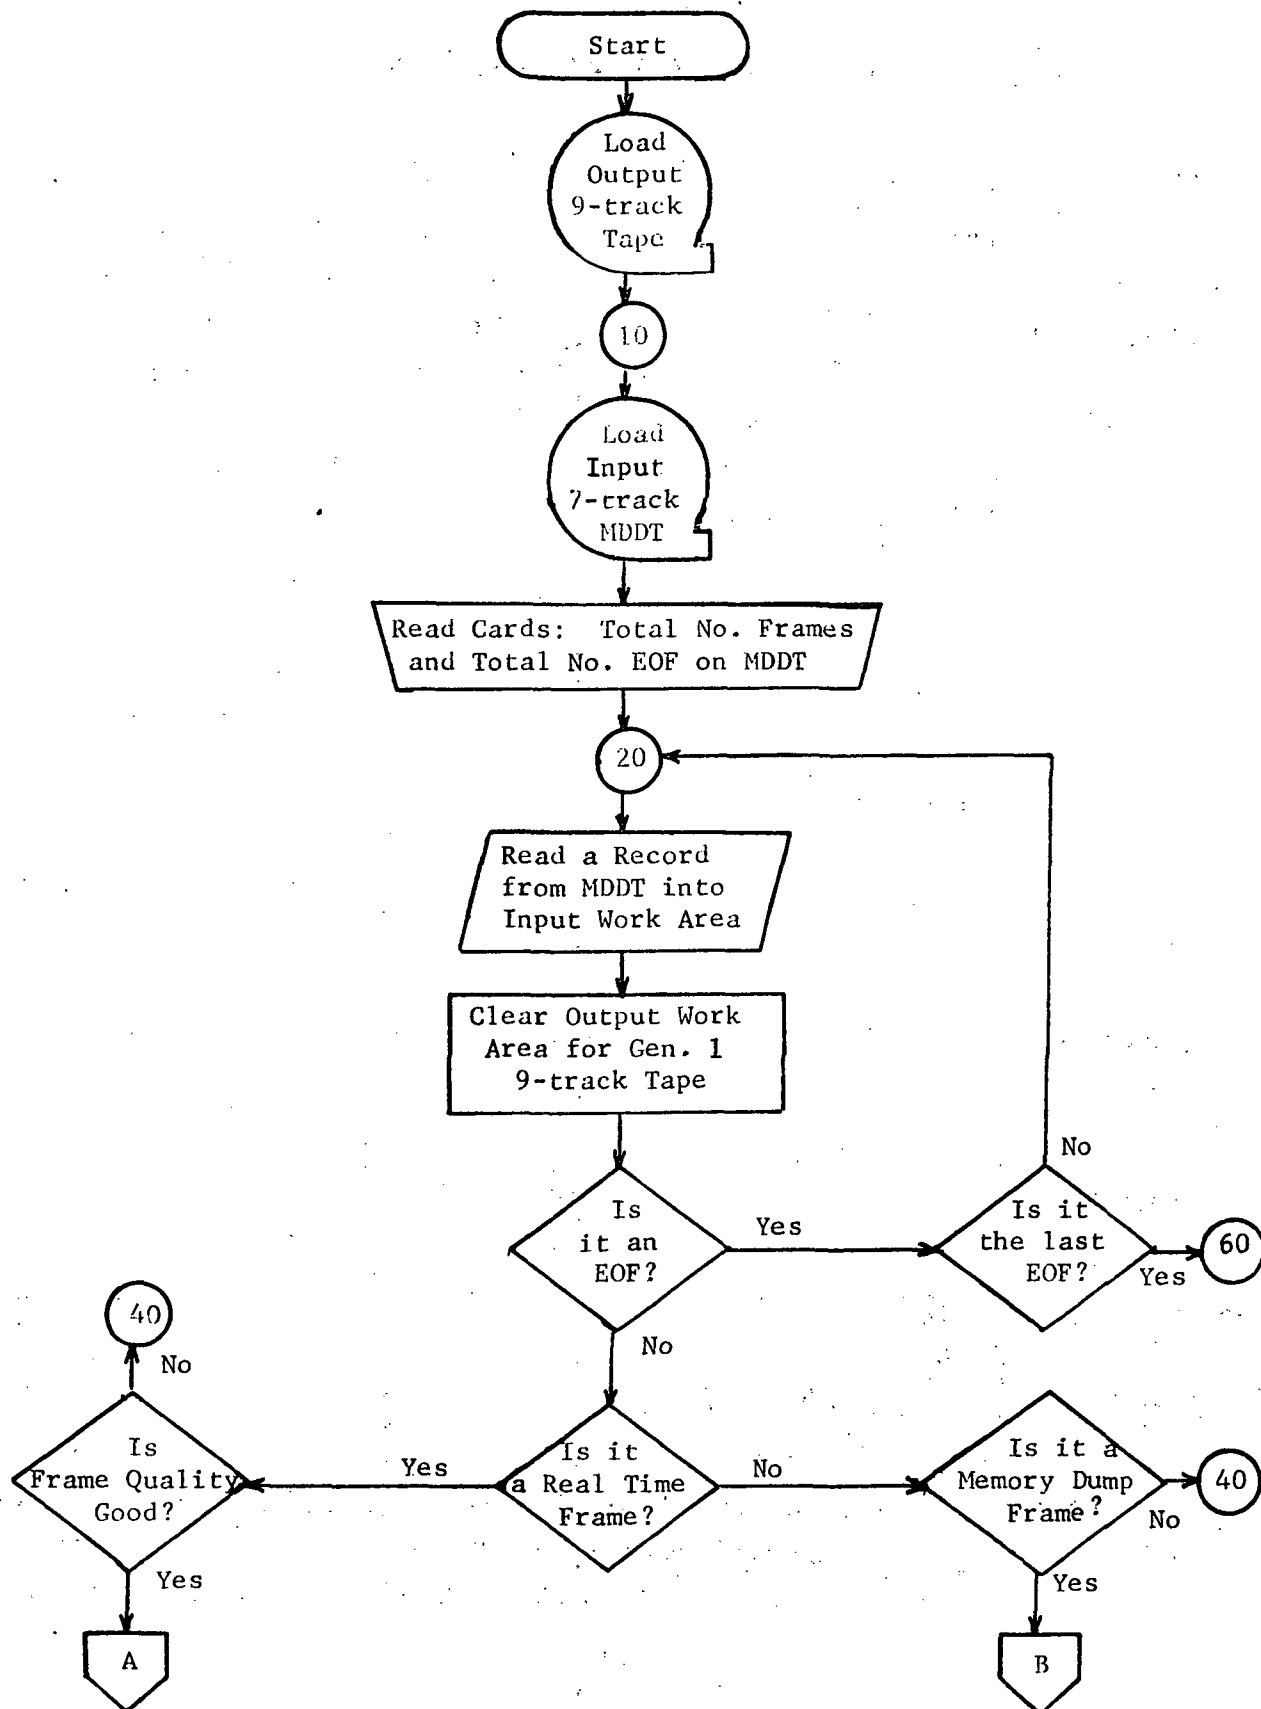 Start
Load
Output
9-track
Tape
10
Load
Input
7-track
MDDT
Read Cards: Total No. Frames
and Total No. EOF on MDDT
20
Read a Record
from MDDT into
Input Work Area
Clear Output Work
Area for Gen. 1
9-track Tape
No
Is
it an
EOF?
Yes
Is it
the last
EOF?
Yes
60
40
No
No
Is
Frame Quality
Good?
Yes
Is it
a Real Time
Frame?
No
Is it a
Memory Dump
Frame?
No
40
Yes
Yes
A
B